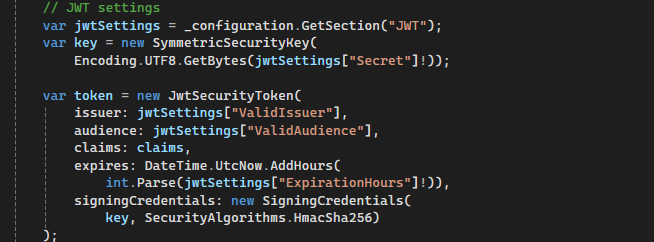 // JWT settings
var jwtSettings = _configuration.GetSection("JWT");
var key = new SymmetricSecurityKey(
Encoding.UTF8.GetBytes(jwtSettings["Secret"]!));
var token = new JwtSecurityToken(
issuer: jwtSettings["ValidIssuer"],
audience: jwtSettings["ValidAudience"],
claims: claims,
expires: DateTime.UtcNow.AddHours(
int.Parse(jwtSettings["ExpirationHours"]!)),
signingCredentials: new SigningCredentials(
key, SecurityAlgorithms.HmacSha256)
);